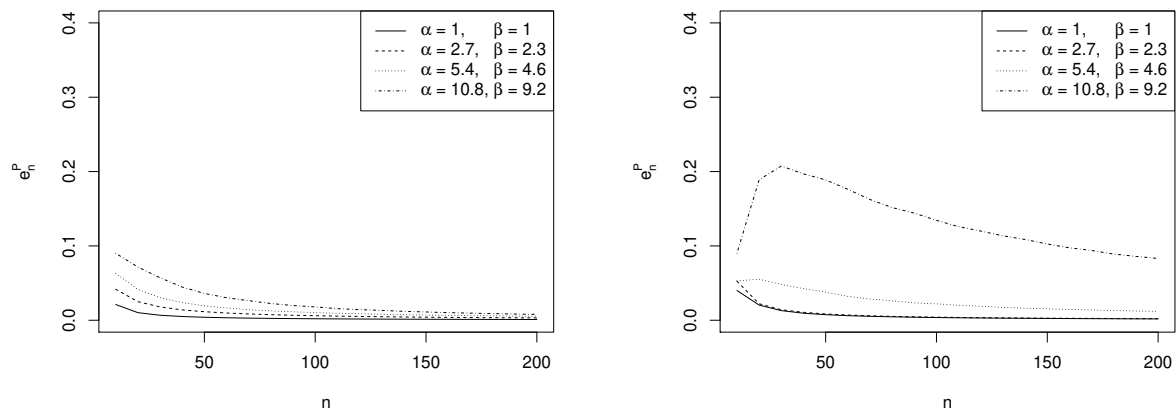 0.4
0.3
0.2
0.1
0.0
e_n^P
50 100 150 200
n
α = 1, β = 1
α = 2.7, β = 2.3
α = 5.4, β = 4.6
α = 10.8, β = 9.2
0.4
0.3
0.2
0.1
0.0
e_n^P
50 100 150 200
n
α = 1, β = 1
α = 2.7, β = 2.3
α = 5.4, β = 4.6
α = 10.8, β = 9.2